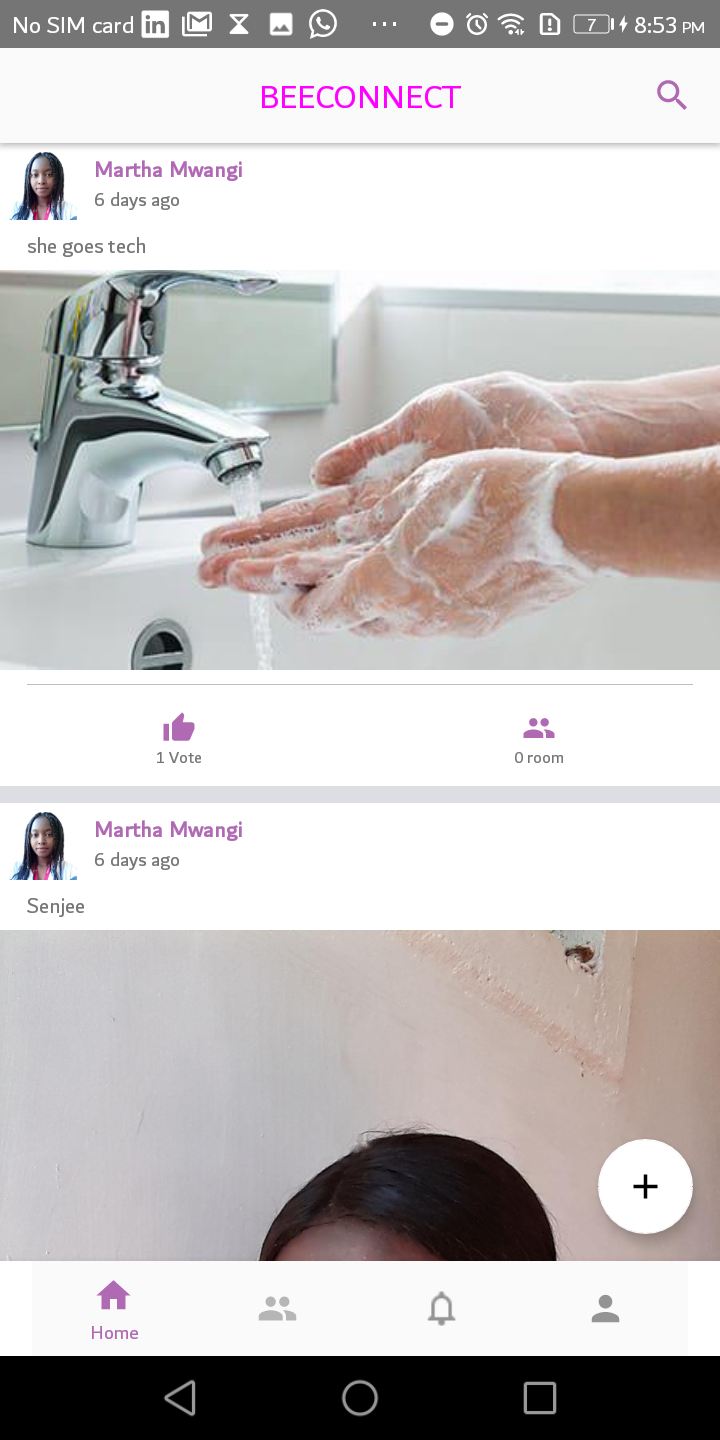 No SIM card
7
8:53 PM
BEECONNECT
Martha Mwangi
6 days ago
she goes tech
1 Vote
0 room
Martha Mwangi
6 days ago
Senjee
Home